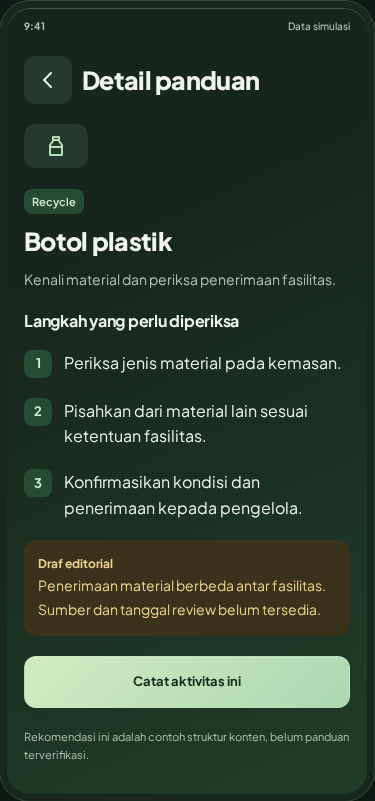 9:41
Data simulasi
Detail panduan
Recycle
Botol plastik
Kenali material dan periksa penerimaan fasilitas.
Langkah yang perlu diperiksa
1 Periksa jenis material pada kemasan.
2 Pisahkan dari material lain sesuai
ketentuan fasilitas.
3 Konfirmasikan kondisi dan
penerimaan kepada pengelola.
Draf editorial
Penerimaan material berbeda antar fasilitas.
Sumber dan tanggal review belum tersedia.
Catat aktivitas ini
Rekomendasi ini adalah contoh struktur konten, belum panduan
terverifikasi.